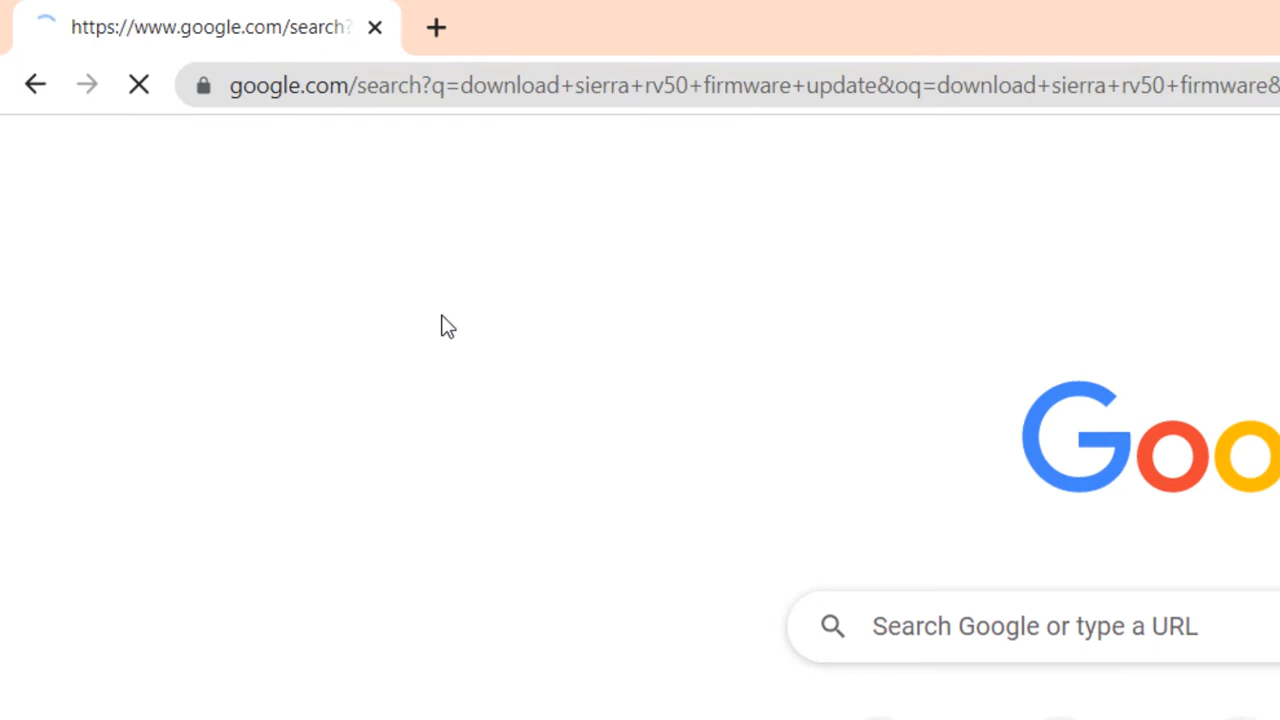 https://www.google.com/search?
google.com/search?q=download+sierra+rv50+firmware+update&oq=download+sierra+rv50+firmware&
Goo
Search Google or type a URL